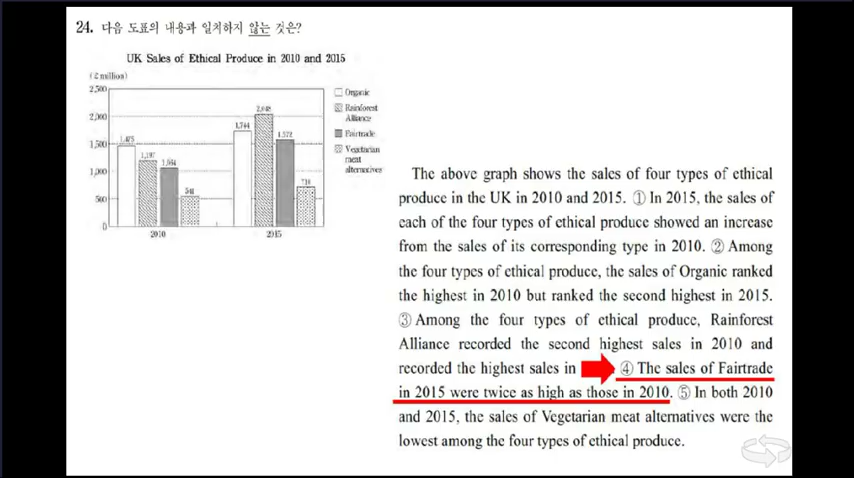 24. 다음 도표의 내용과 일치하지 않는 것은?
UK Sales of Ethical Produce in 2010 and 2015
(£ million)
2,500
2,000
1,500
1,000
500
0
1,475
1,197
1,064
541
1,744
2,048
1,572
2010
2015
Organic
Rainforest
Alliance
Fairtrade
Vegetarian
meat
alternatives
The above graph shows the sales of four types of ethical
produce in the UK in 2010 and 2015. ① In 2015, the sales of
each of the four types of ethical produce showed an increase
from the sales of its corresponding type in 2010. ② Among
the four types of ethical produce, the sales of Organic ranked
the highest in 2010 but ranked the second highest in 2015.
③ Among the four types of ethical produce, Rainforest
Alliance recorded the second highest sales in 2010 and
recorded the highest sales in ④ The sales of Fairtrade
in 2015 were twice as high as those in 2010. ⑤ In both 2010
and 2015, the sales of Vegetarian meat alternatives were the
lowest among the four types of ethical produce.